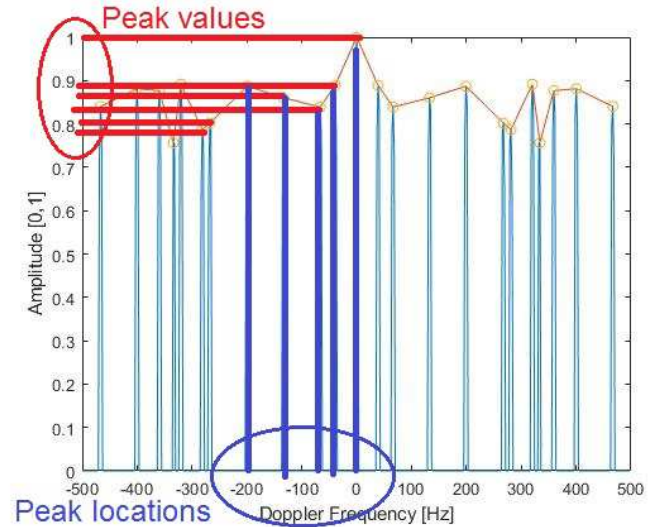 Peak values
1
0.9
0.8
0.7
0.6
0.5
0.4
0.3
0.2
0.1
0
Amplitude [0,1]
-500 -400 -300 -200 -100 0 100 200 300 400 500
Peak locations
Doppler Frequency [Hz]